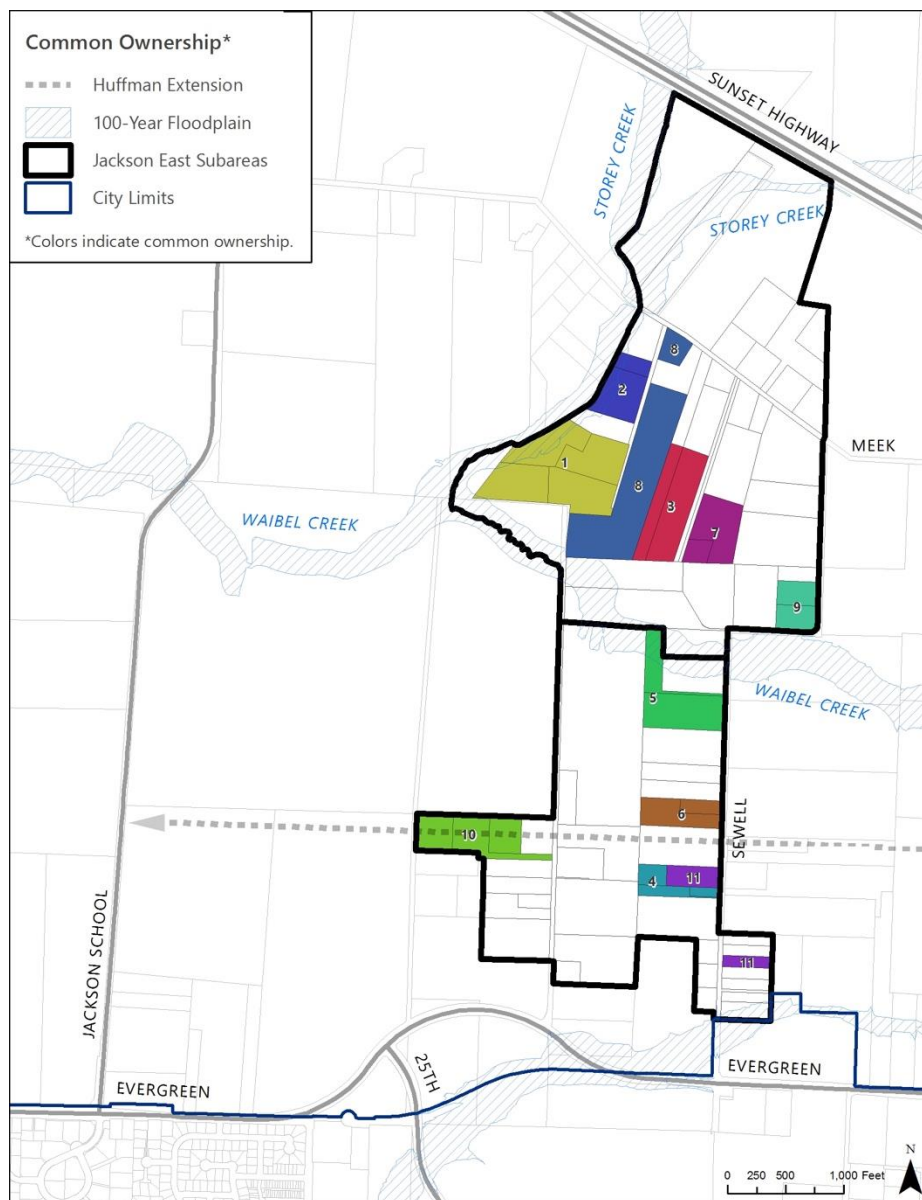 Common Ownership*
Huffman Extension
100-Year Floodplain
Jackson East Subareas
City Limits
*Colors indicate common ownership.
SUNSET HIGHWAY
STOREY CREEK
STOREY CREEK
8
2
MEEK
1
8
3
7
WAIBEL CREEK
9
WAIBEL CREEK
5
6
10
SEWELL
4
11
JACKSON SCHOOL
11
25TH
EVERGREEN
EVERGREEN
N
0 250 500 1,000 Feet